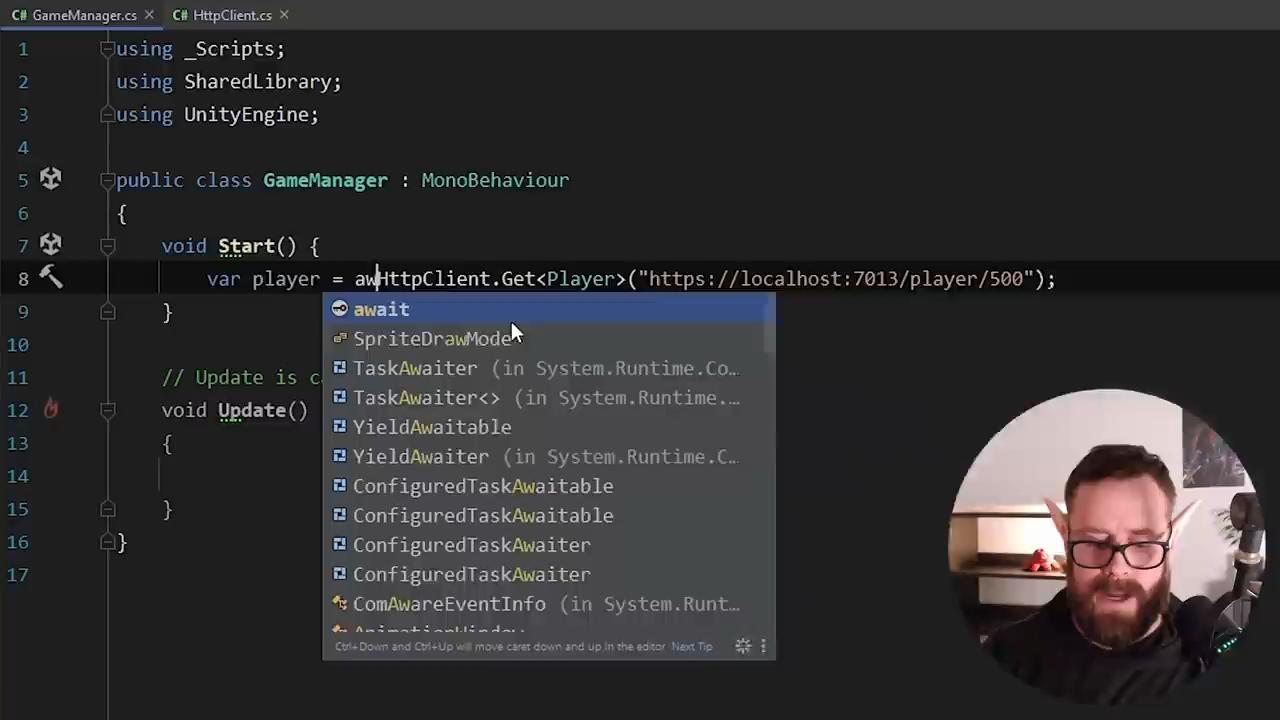 C# GameManager.cs × C# HttpClient.cs ×
1 using _Scripts;
2 using SharedLibrary;
3 using UnityEngine;
4
5 public class GameManager : MonoBehaviour
6 {
7 void Start() {
8 var player = awHttpClient.Get<Player>("https://localhost:7013/player/500");
9 }
10
11 // Update is c
12 void Update()
13 {
14
15 }
16 }
17
await
SpriteDrawMode
TaskAwaiter (in System.Runtime.Co…
TaskAwaiter<> (in System.Runtime.…
YieldAwaitable
YieldAwaiter (in System.Runtime.C…
ConfiguredTaskAwaitable
ConfiguredTaskAwaitable
ConfiguredTaskAwaiter
ConfiguredTaskAwaiter
ComAwareEventInfo (in System.Runt…
AnimationWindow
Ctrl+Down and Ctrl+Up will move caret down and up in the editor Next Tip